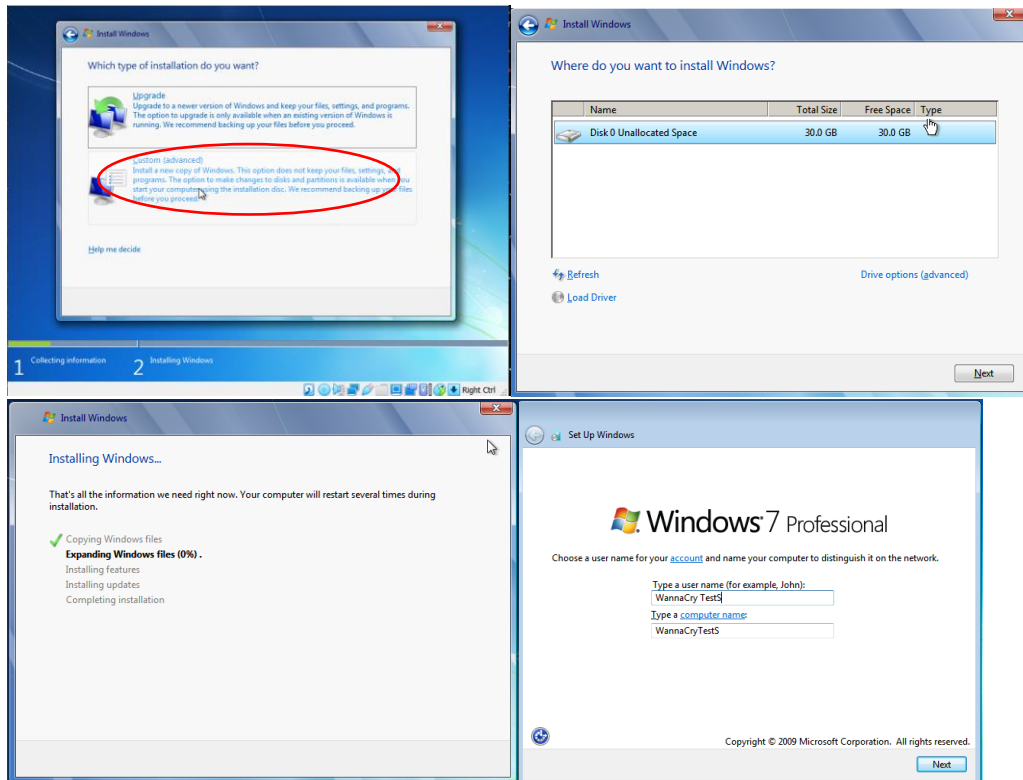 Install Windows
Which type of installation do you want?
Upgrade
Upgrade to a newer version of Windows and keep your files, settings, and programs.
The option to upgrade is only available when an existing version of Windows is
running. We recommend backing up your files before you proceed.
Custom (advanced)
Install a new copy of Windows. This option does not keep your files, settings, and
programs. The option to make changes to disks and partitions is available when you
start your computer using the installation disc. We recommend backing up your files
before you proceed.
Help me decide
1 Collecting information 2 Installing Windows
Right Ctrl
Install Windows
Where do you want to install Windows?
Name Total Size Free Space Type
Disk 0 Unallocated Space 30.0 GB 30.0 GB
Refresh Drive options (advanced)
Load Driver
Next
Install Windows
Installing Windows...
That's all the information we need right now. Your computer will restart several times during
installation.
Copying Windows files
Expanding Windows files (0%) .
Installing features
Installing updates
Completing installation
Set Up Windows
Windows 7 Professional
Choose a user name for your account and name your computer to distinguish it on the network.
Type a user name (for example, John):
WannaCry TestS
Type a computer name:
WannaCryTestS
Copyright © 2009 Microsoft Corporation. All rights reserved.
Next